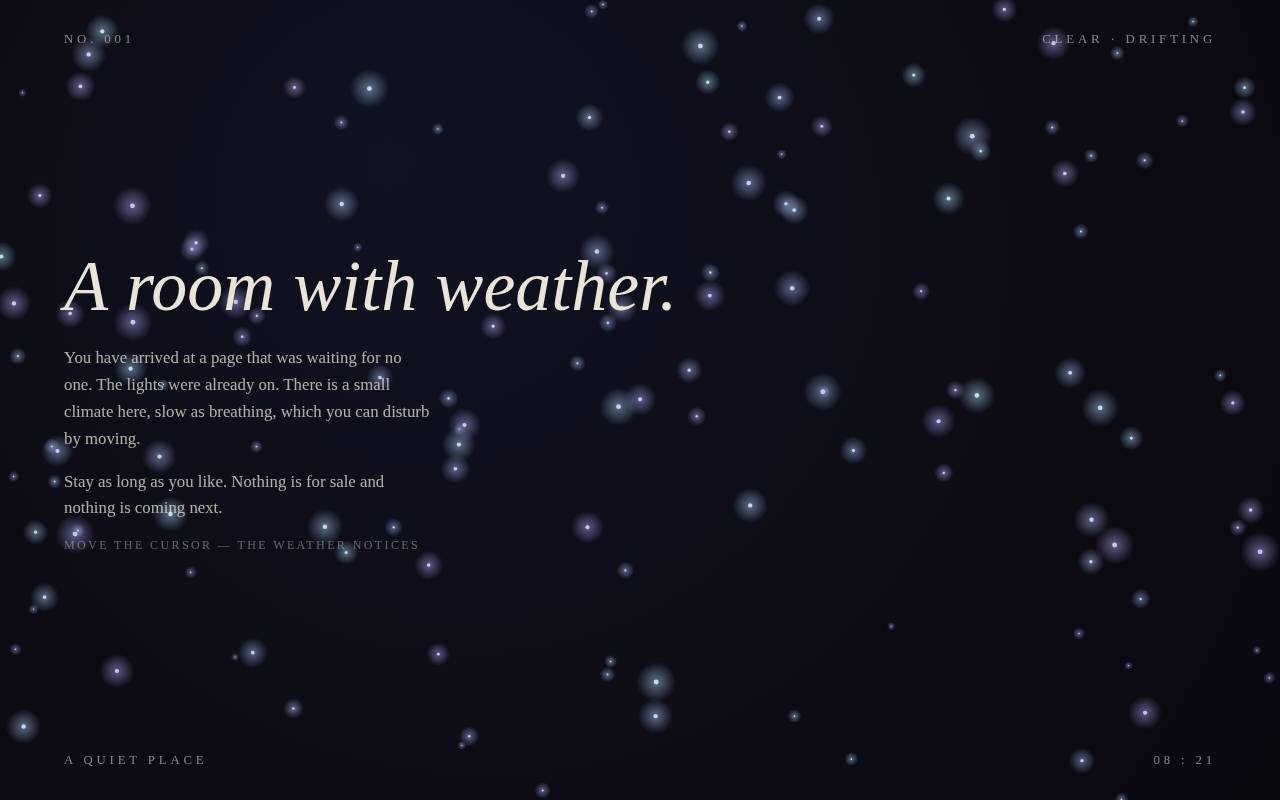 NO. 001
CLEAR · DRIFTING
A room with weather.
You have arrived at a page that was waiting for no
one. The lights were already on. There is a small
climate here, slow as breathing, which you can disturb
by moving.
Stay as long as you like. Nothing is for sale and
nothing is coming next.
MOVE THE CURSOR — THE WEATHER NOTICES
A QUIET PLACE
08 : 21